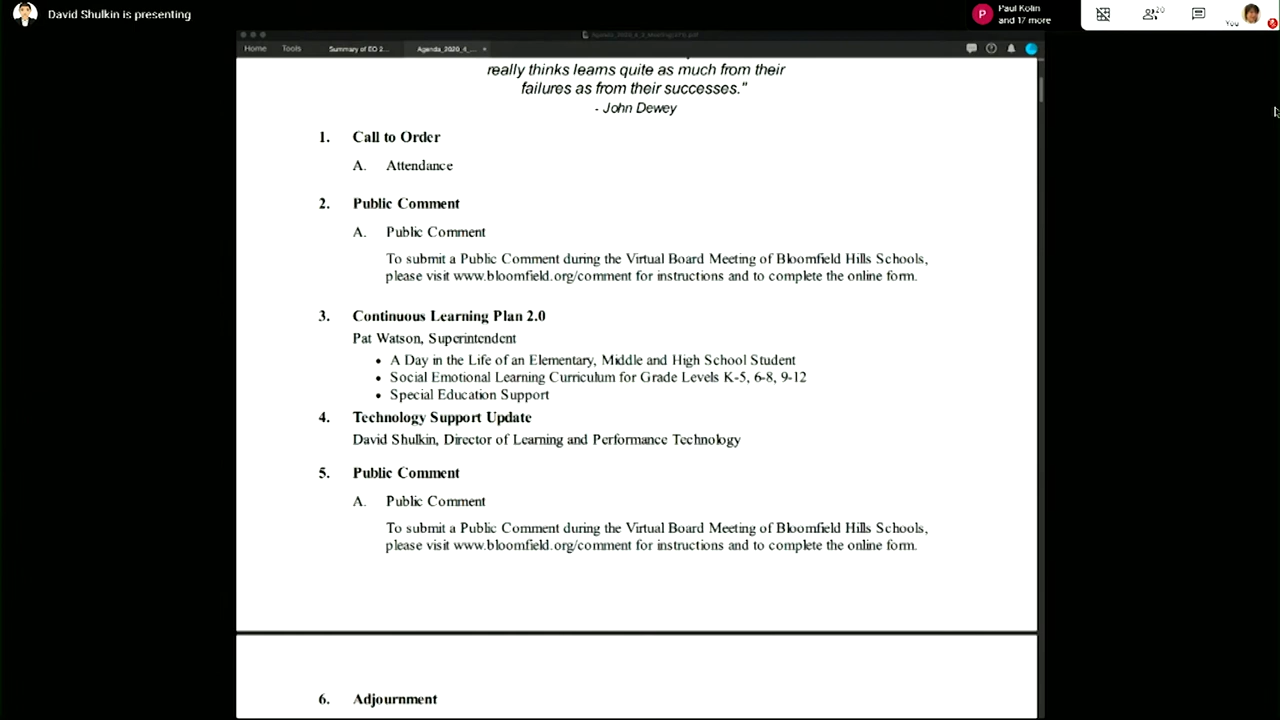 David Shulkin is presenting
P
Paul Kolin
and 17 more
20
You
Home
Tools
Summary of EO 2...
Agenda_2020_4_...
really thinks learns quite as much from their
failures as from their successes."
- John Dewey
1. Call to Order
A. Attendance
2. Public Comment
A. Public Comment
To submit a Public Comment during the Virtual Board Meeting of Bloomfield Hills Schools,
please visit www.bloomfield.org/comment for instructions and to complete the online form.
3. Continuous Learning Plan 2.0
Pat Watson, Superintendent
• A Day in the Life of an Elementary, Middle and High School Student
• Social Emotional Learning Curriculum for Grade Levels K-5, 6-8, 9-12
• Special Education Support
4. Technology Support Update
David Shulkin, Director of Learning and Performance Technology
5. Public Comment
A. Public Comment
To submit a Public Comment during the Virtual Board Meeting of Bloomfield Hills Schools,
please visit www.bloomfield.org/comment for instructions and to complete the online form.
6. Adjournment